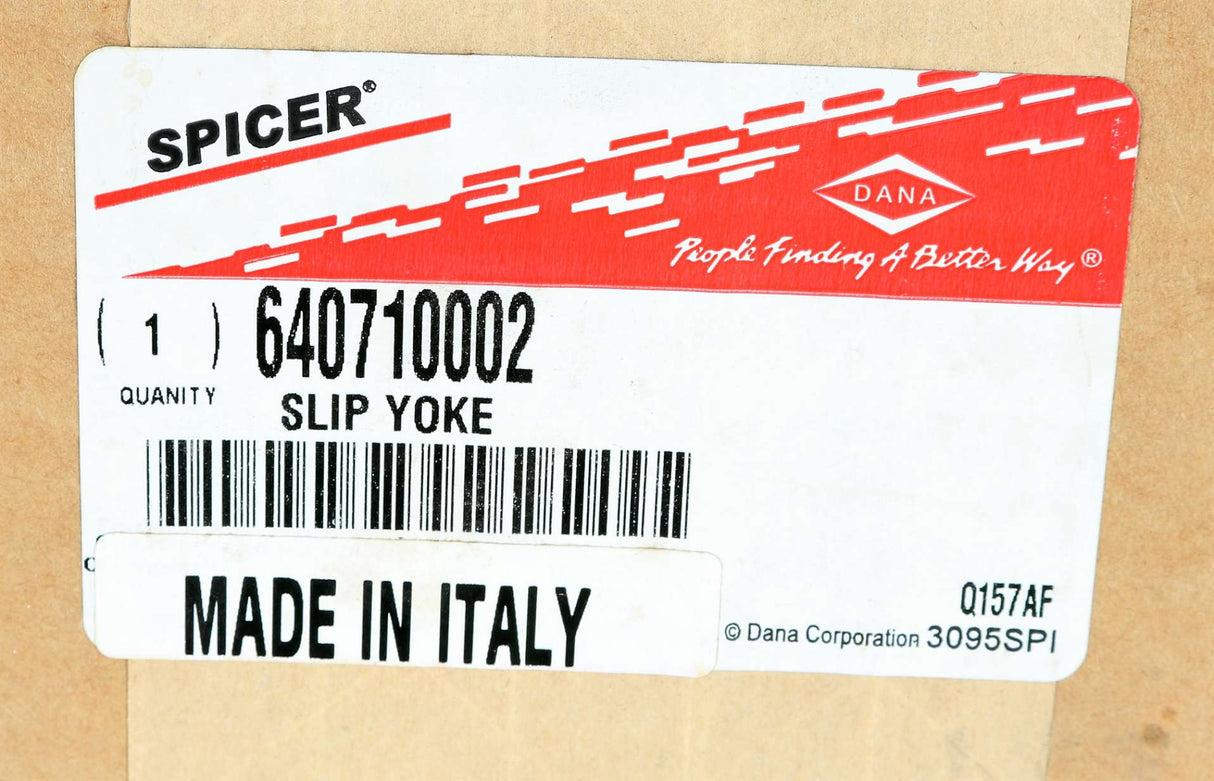 SPICER®
DANA
People Finding A Better Way®
( 1 ) 640710002
QUANITY
SLIP YOKE
MADE IN ITALY
Q157AF
© Dana Corporation 3095SPI